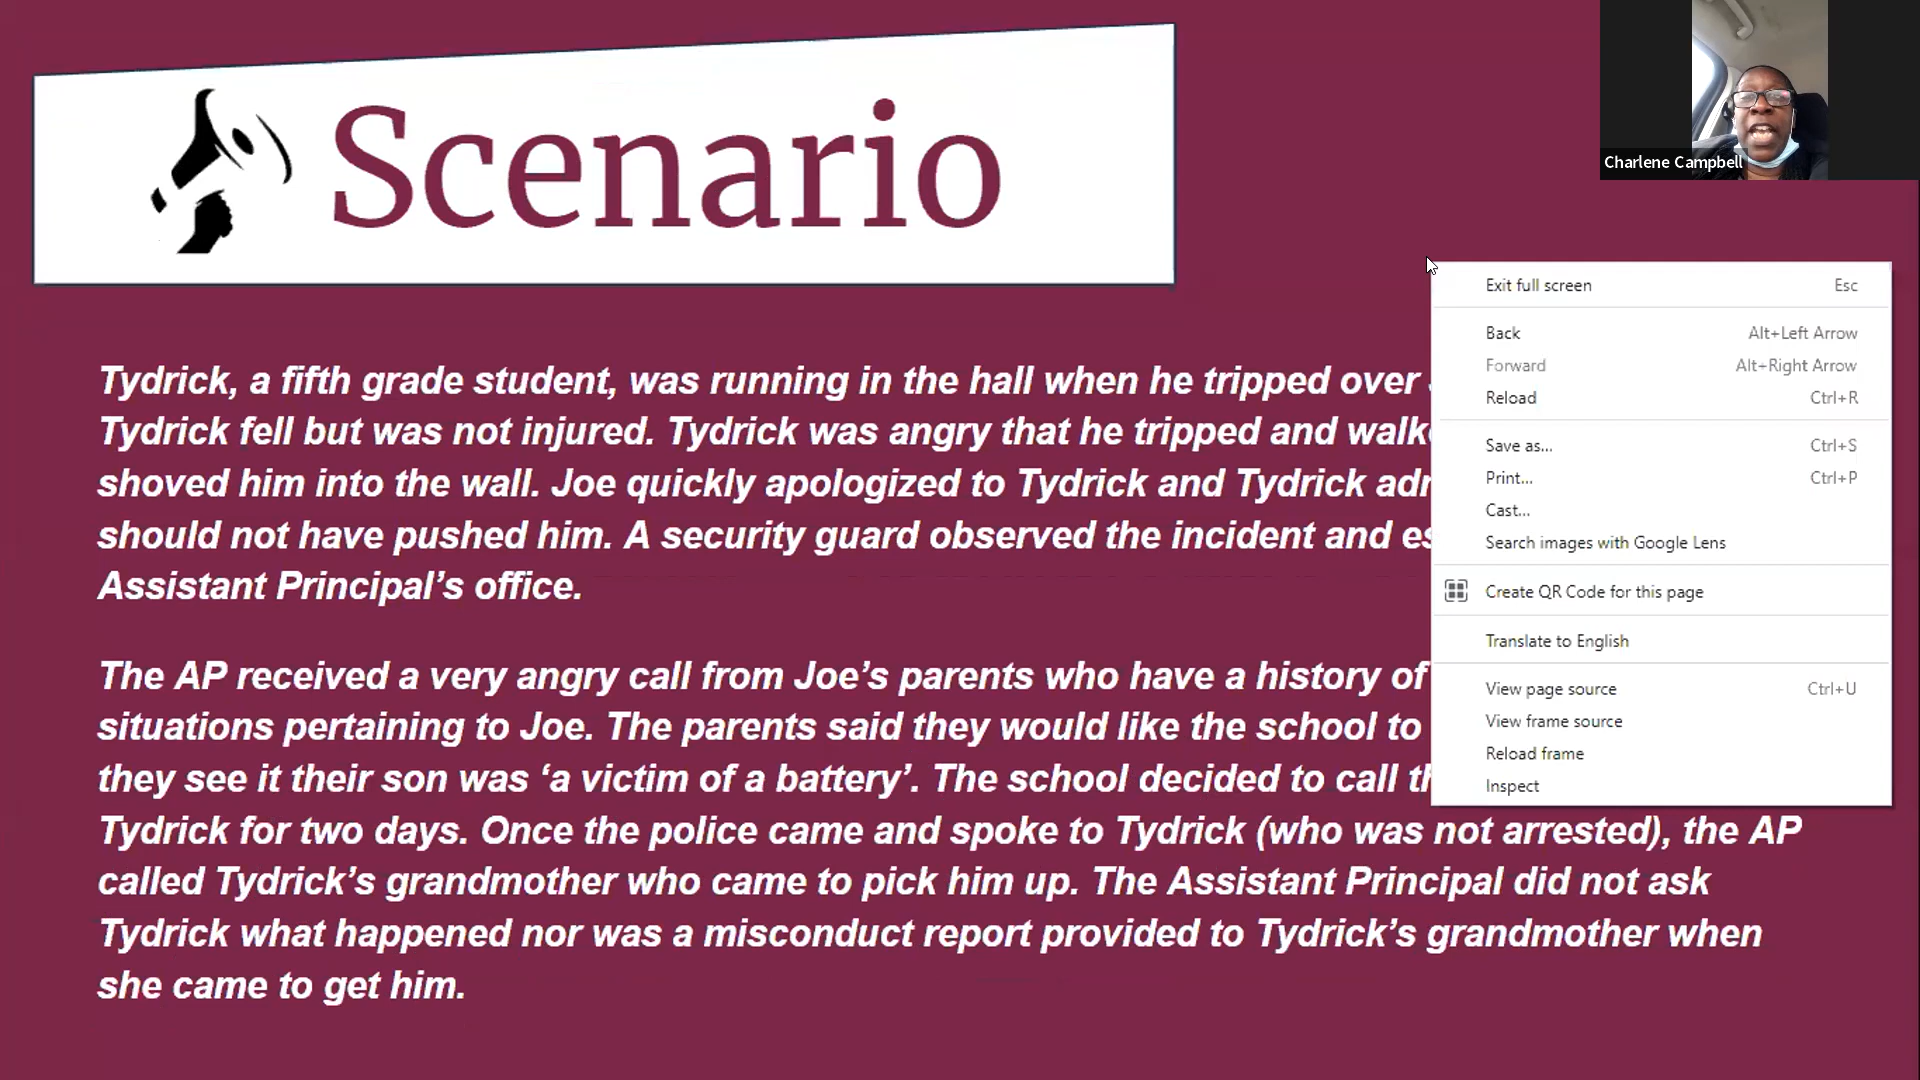 Scenario
Charlene Campbell
Tydrick, a fifth grade student, was running in the hall when he tripped over
Tydrick fell but was not injured. Tydrick was angry that he tripped and
shoved him into the wall. Joe quickly apologized to Tydrick and Tydrick
should not have pushed him. A security guard observed the incident and
Assistant Principal’s office.
The AP received a very angry call from Joe’s parents who have a history of
situations pertaining to Joe. The parents said they would like the school to
they see it their son was ‘a victim of a battery’. The school decided to call
Tydrick for two days. Once the police came and spoke to Tydrick (who was not arrested), the AP
called Tydrick’s grandmother who came to pick him up. The Assistant Principal did not ask
Tydrick what happened nor was a misconduct report provided to Tydrick’s grandmother when
she came to get him.
Exit full screen Esc
Back Alt+Left Arrow
Forward Alt+Right Arrow
Reload Ctrl+R
Save as... Ctrl+S
Print... Ctrl+P
Cast...
Search images with Google Lens
Create QR Code for this page
Translate to English
View page source Ctrl+U
View frame source
Reload frame
Inspect